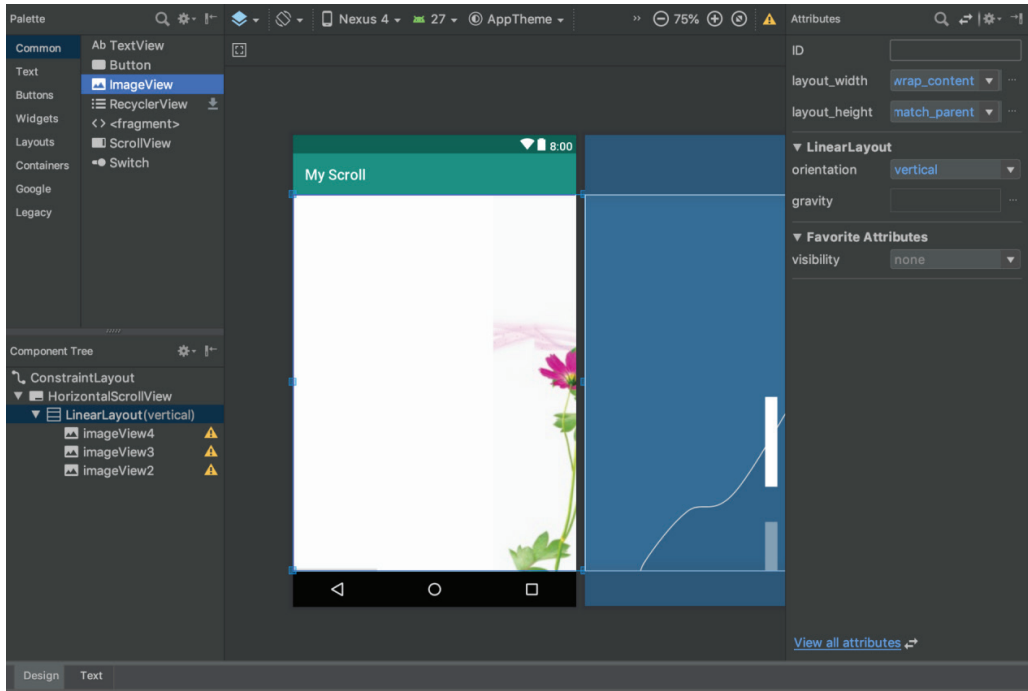 Palette
Common
Text
Buttons
Widgets
Layouts
Containers
Google
Legacy
Ab TextView
Button
ImageView
RecyclerView
<> <fragment>
ScrollView
Switch
Component Tree
ConstraintLayout
HorizontalScrollView
LinearLayout(vertical)
imageView4
imageView3
imageView2
Nexus 4 27 AppTheme » 75%
8:00
My Scroll
Attributes
ID
layout_width wrap_content ...
layout_height match_parent ...
LinearLayout
orientation vertical
gravity ...
Favorite Attributes
visibility none
View all attributes
Design Text